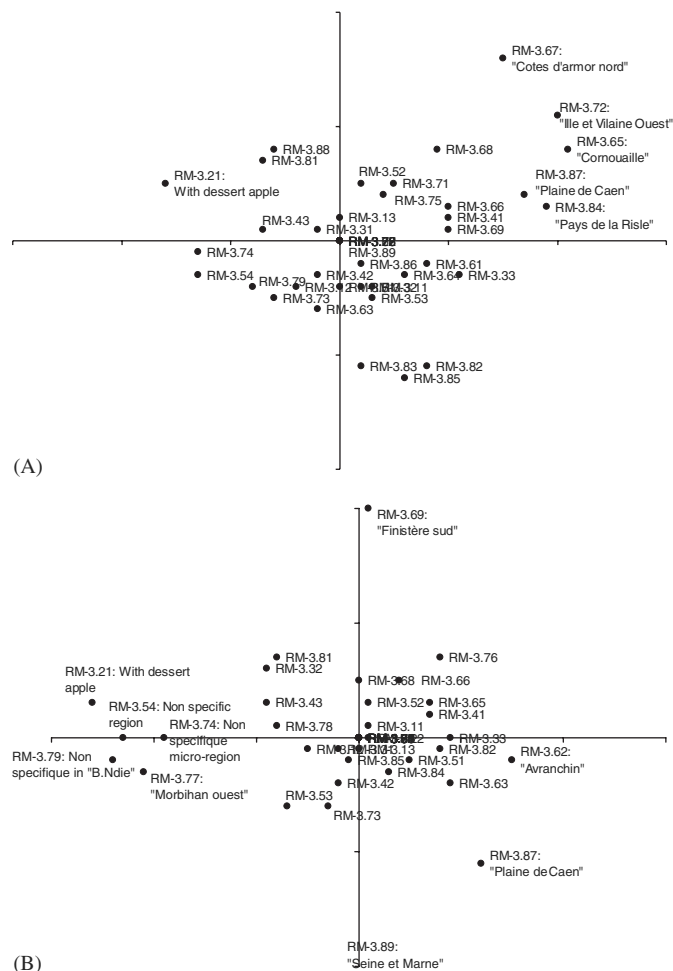 RM-3.67:
"Cotes d'armor nord"
RM-3.72:
"Ille et Vilaine Ouest"
RM-3.88
RM-3.68
RM-3.65:
"Cornouaille"
RM-3.81
RM-3.21:
With dessert apple
RM-3.52
RM-3.71
RM-3.87:
"Plaine de Caen"
RM-3.75
RM-3.66
RM-3.84:
"Pays de la Risle"
RM-3.43
RM-3.13
RM-3.41
RM-3.31
RM-3.69
RM-3.74
RM-3.89
RM-3.86
RM-3.61
RM-3.54
RM-3.42
RM-3.64
RM-3.33
RM-3.79
RM-3.73
RM-3.53
RM-3.63
RM-3.83
RM-3.82
RM-3.85
(A)
RM-3.69:
"Finistère sud"
RM-3.81
RM-3.76
RM-3.32
RM-3.21: With dessert
apple
RM-3.68
RM-3.66
RM-3.54: Non specific
region
RM-3.43
RM-3.52
RM-3.65
RM-3.41
RM-3.74: Non
specifique
micro-region
RM-3.78
RM-3.11
RM-3.33
RM-3.79: Non
specifique in "B.Ndie"
RM-3.13
RM-3.82
RM-3.62:
"Avranchin"
RM-3.77:
"Morbihan ouest"
RM-3.85
RM-3.51
RM-3.84
RM-3.42
RM-3.63
RM-3.53
RM-3.73
RM-3.87:
"Plaine de Caen"
RM-3.89:
"Seine et Marne"
(B)